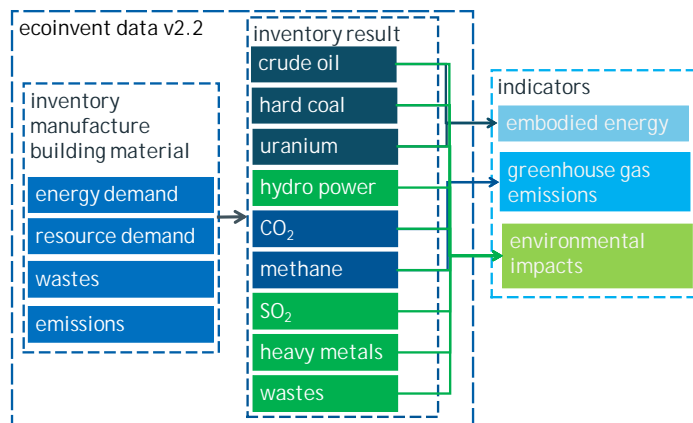 ecoinvent data v2.2
inventory
manufacture
building material
energy demand
resource demand
wastes
emissions
inventory result
crude oil
hard coal
uranium
hydro power
CO₂
methane
SO₂
heavy metals
wastes
indicators
embodied energy
greenhouse gas
emissions
environmental
impacts